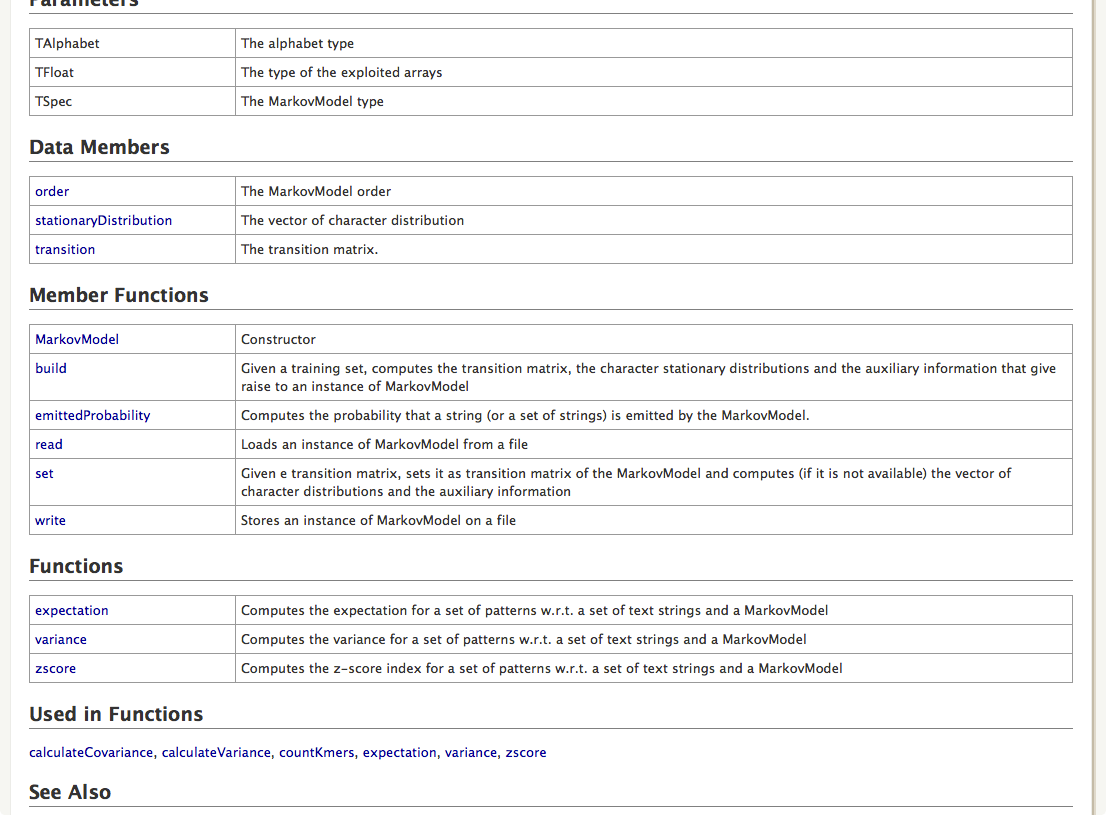 Parameters
TAlphabet The alphabet type
TFloat The type of the exploited arrays
TSpec The MarkovModel type
Data Members
order The MarkovModel order
stationaryDistribution The vector of character distribution
transition The transition matrix.
Member Functions
MarkovModel Constructor
build Given a training set, computes the transition matrix, the character stationary distributions and the auxiliary information that give
raise to an instance of MarkovModel
emittedProbability Computes the probability that a string (or a set of strings) is emitted by the MarkovModel.
read Loads an instance of MarkovModel from a file
set Given e transition matrix, sets it as transition matrix of the MarkovModel and computes (if it is not available) the vector of
character distributions and the auxiliary information
write Stores an instance of MarkovModel on a file
Functions
expectation Computes the expectation for a set of patterns w.r.t. a set of text strings and a MarkovModel
variance Computes the variance for a set of patterns w.r.t. a set of text strings and a MarkovModel
zscore Computes the z-score index for a set of patterns w.r.t. a set of text strings and a MarkovModel
Used in Functions
calculateCovariance, calculateVariance, countKmers, expectation, variance, zscore
See Also